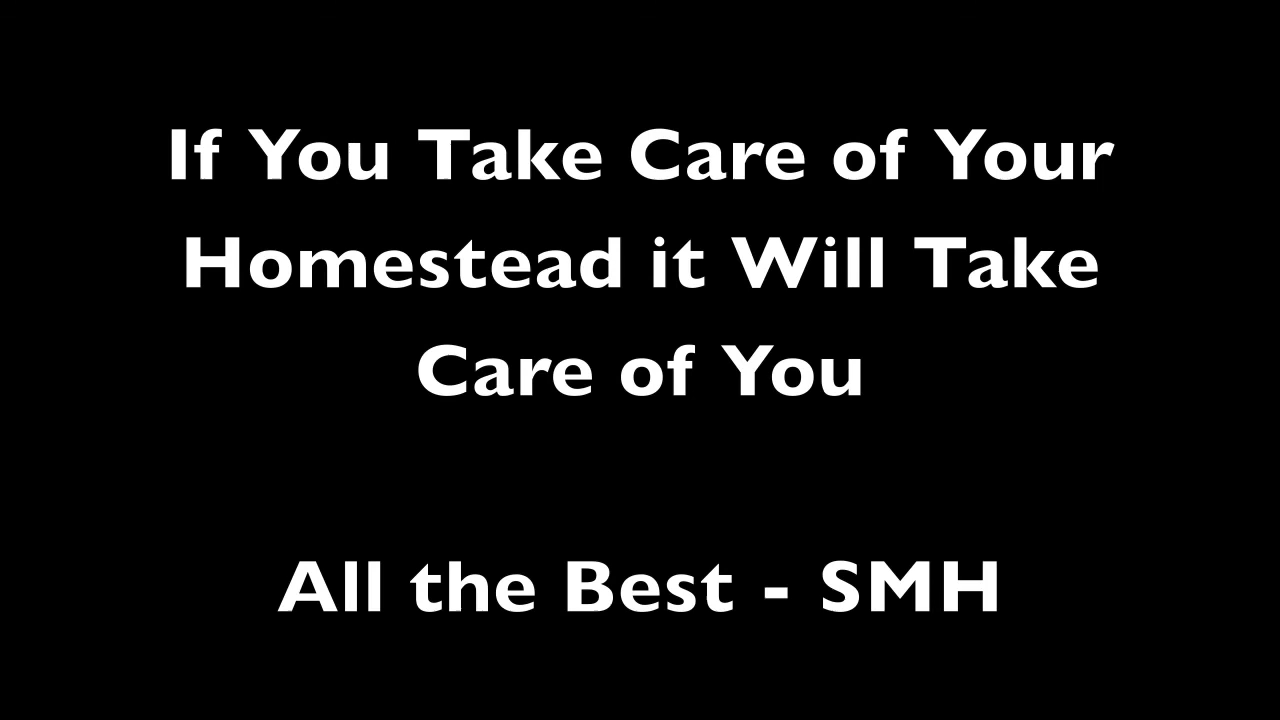 If You Take Care of Your
Homestead it Will Take
Care of You
All the Best - SMH